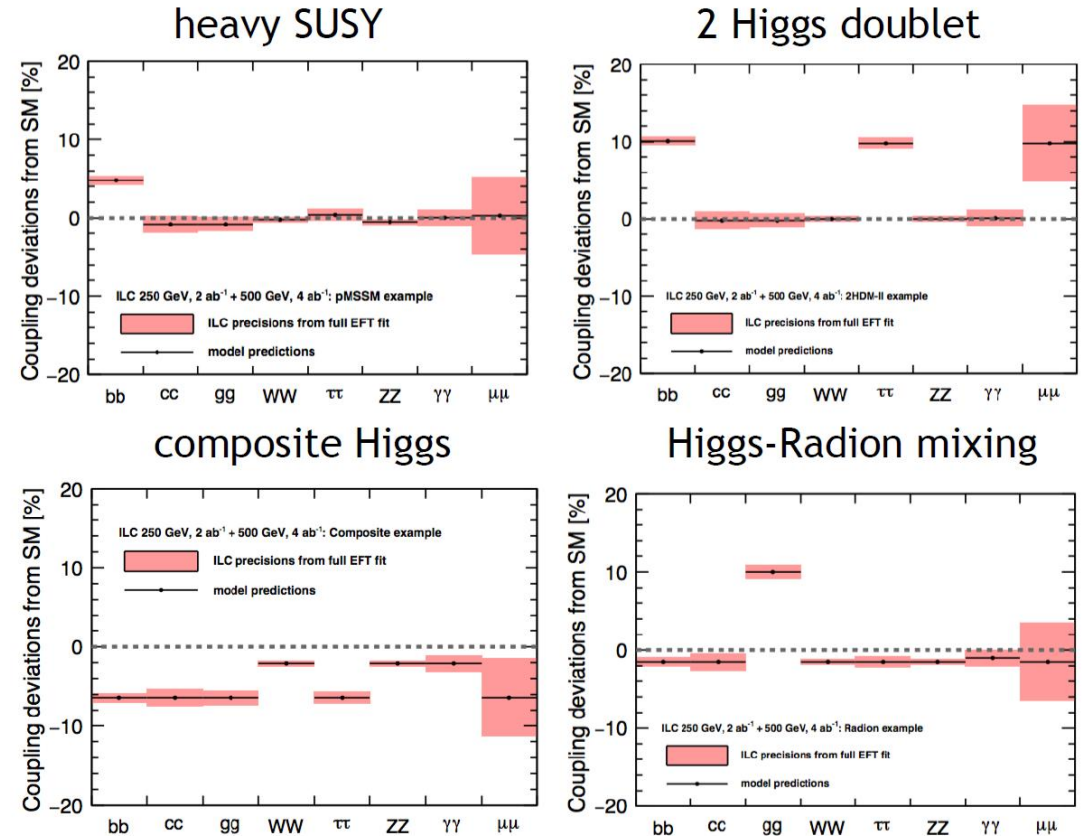 heavy SUSY
Coupling deviations from SM [%]
20
10
0
−10
−20
ILC 250 GeV, 2 ab⁻¹ + 500 GeV, 4 ab⁻¹: pMSSM example
ILC precisions from full EFT fit
model predictions
bb cc gg WW ττ ZZ γγ μμ
2 Higgs doublet
Coupling deviations from SM [%]
20
10
0
−10
−20
ILC 250 GeV, 2 ab⁻¹ + 500 GeV, 4 ab⁻¹: 2HDM-II example
ILC precisions from full EFT fit
model predictions
bb cc gg WW ττ ZZ γγ μμ
composite Higgs
Coupling deviations from SM [%]
20
ILC 250 GeV, 2 ab⁻¹ + 500 GeV, 4 ab⁻¹: Composite example
ILC precisions from full EFT fit
10
model predictions
0
−10
−20
bb cc gg WW ττ ZZ γγ μμ
Higgs-Radion mixing
Coupling deviations from SM [%]
20
10
0
−10
ILC 250 GeV, 2 ab⁻¹ + 500 GeV, 4 ab⁻¹: Radion example
ILC precisions from full EFT fit
model predictions
−20
bb cc gg WW ττ ZZ γγ μμ